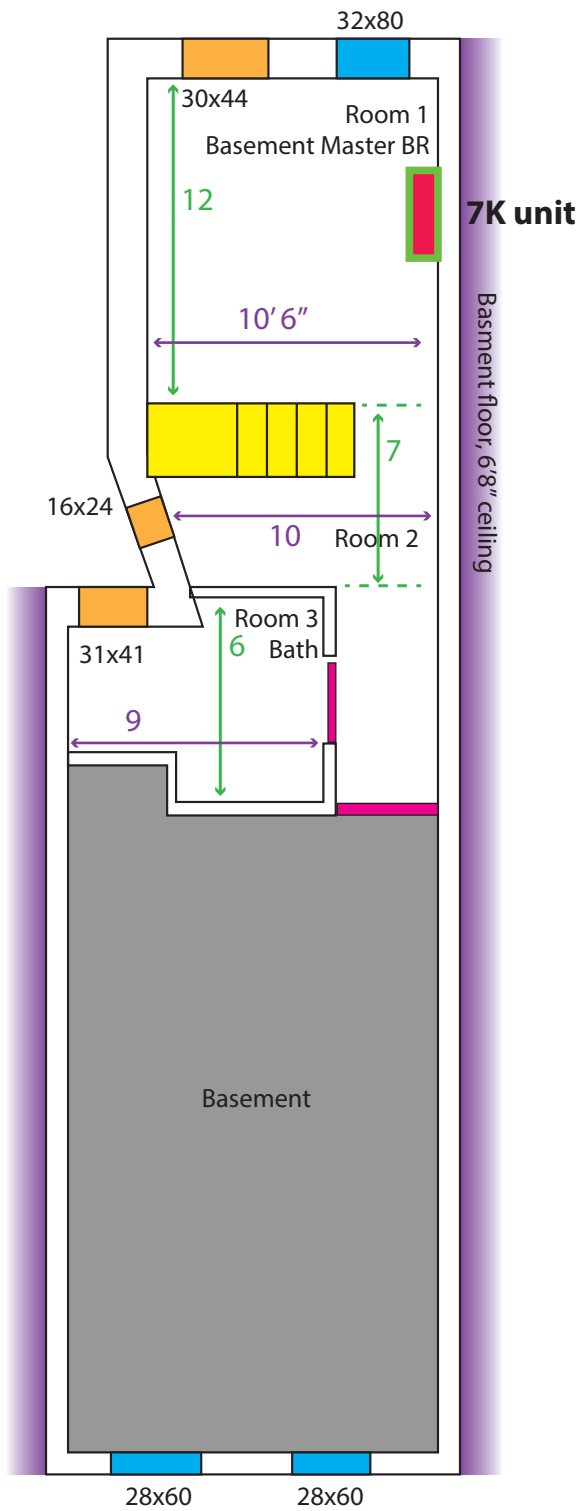 32x80
30x44
Room 1
Basement Master BR
12
7K unit
10' 6”
Basment floor, 6'8” ceiling
7
16x24
10
Room 2
Room 3
Bath
31x41
6
9
Basement
28x60
28x60